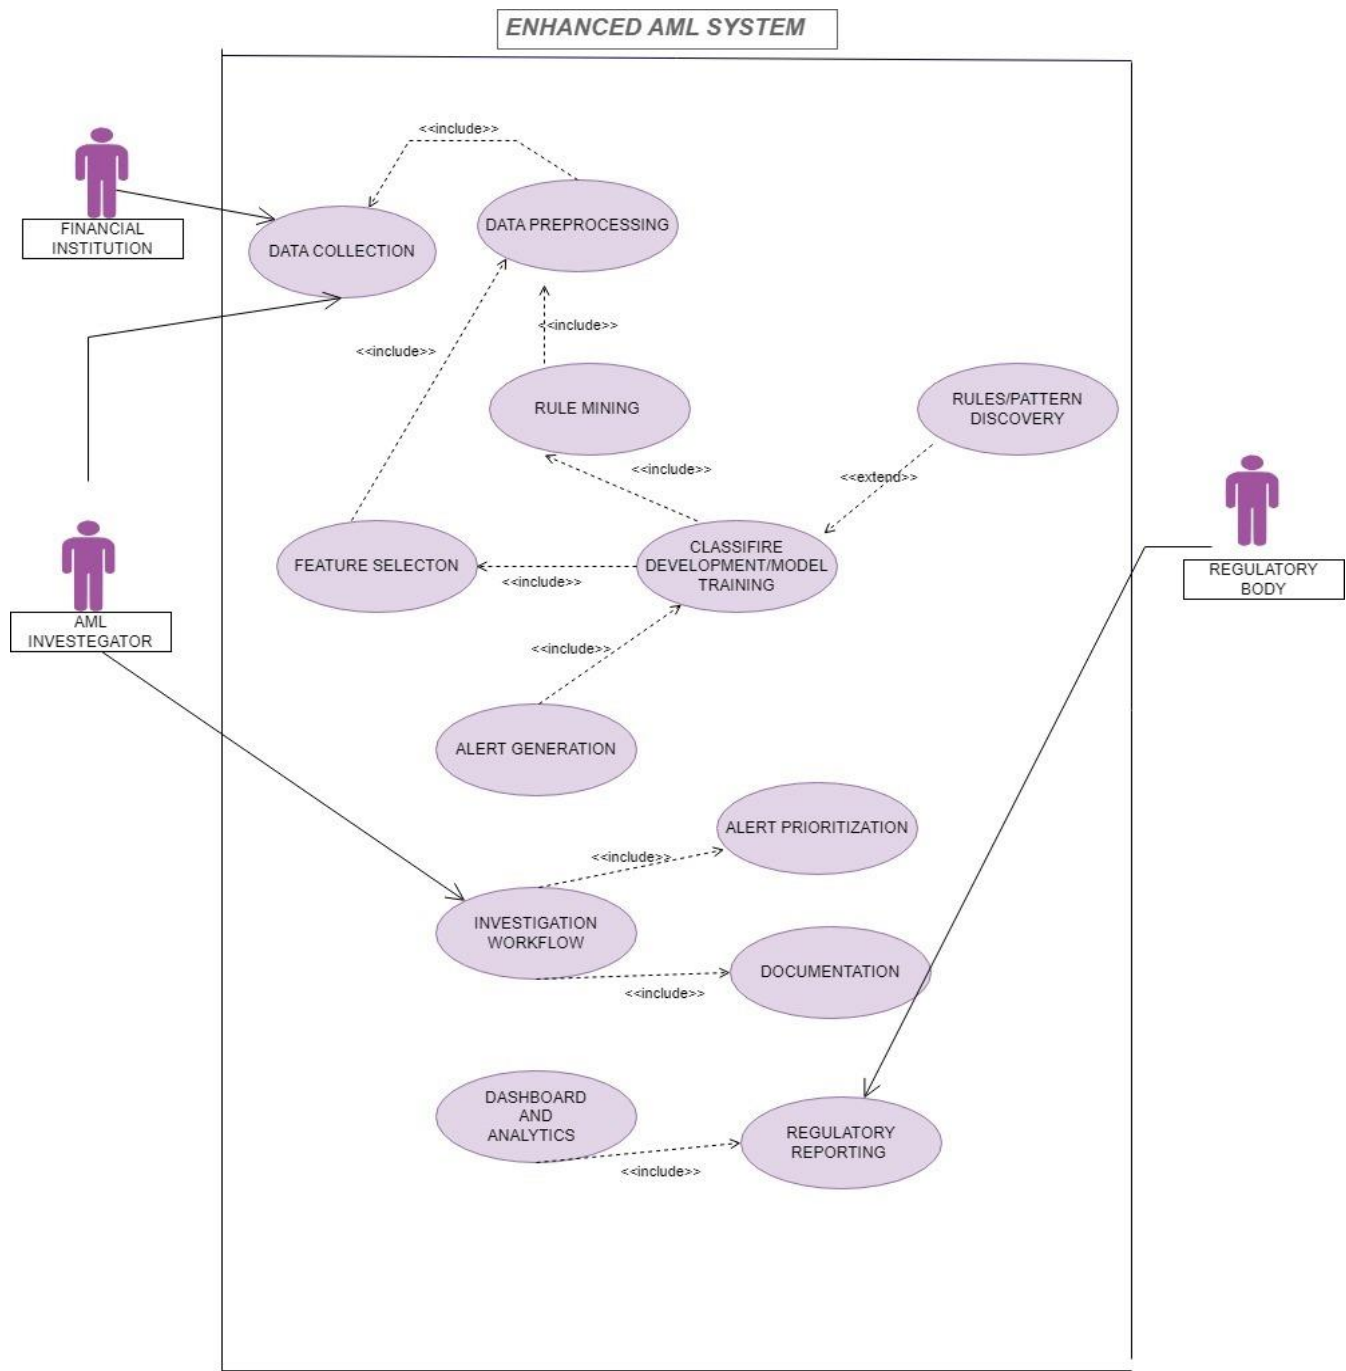 ENHANCED AML SYSTEM
<<include>>
FINANCIAL
INSTITUTION
DATA COLLECTION
DATA PREPROCESSING
<<include>>
<<include>>
RULE MINING
RULES/PATTERN
DISCOVERY
<<include>>
<<extend>>
FEATURE SELECTON
<<include>>
CLASSIFIRE
DEVELOPMENT/MODEL
TRAINING
REGULATORY
BODY
AML
INVESTEGATOR
<<include>>
ALERT GENERATION
ALERT PRIORITIZATION
<<include>>
INVESTIGATION
WORKFLOW
DOCUMENTATION
<<include>>
DASHBOARD
AND
ANALYTICS
REGULATORY
REPORTING
<<include>>